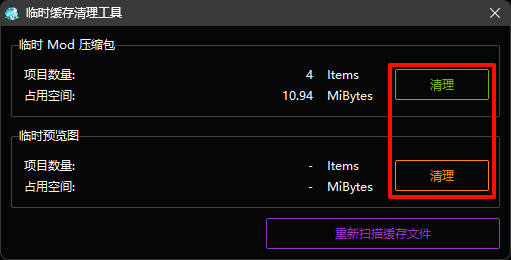 临时缓存清理工具
临时 Mod 压缩包
项目数量: 4 Items
占用空间: 10.94 MiBytes
清理
临时预览图
项目数量: - Items
占用空间: - MiBytes
清理
重新扫描缓存文件